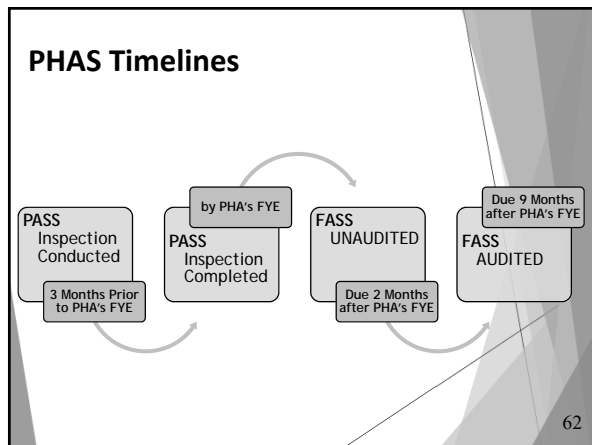 PHAS Timelines
PASS
Inspection
Conducted
3 Months Prior
to PHA's FYE
by PHA's FYE
PASS
Inspection
Completed
FASS
UNAUDITED
Due 2 Months
after PHA's FYE
Due 9 Months
after PHA's FYE
FASS
AUDITED
62